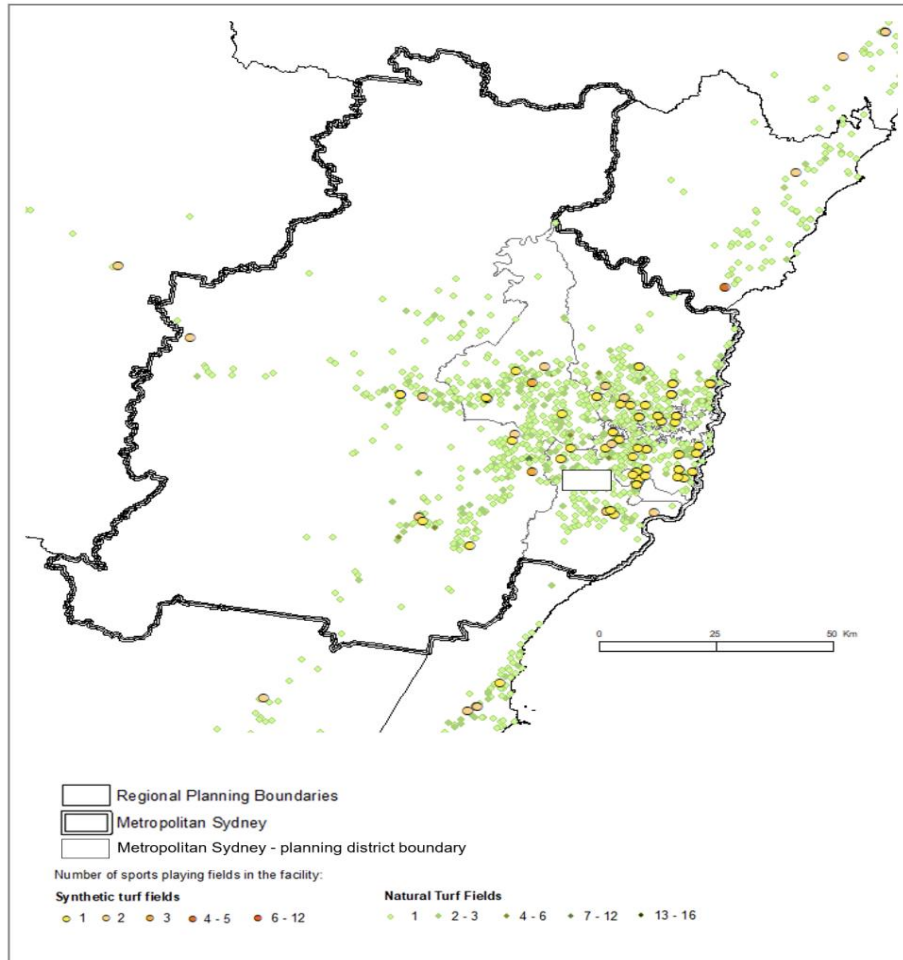 0 25 50 Km
Regional Planning Boundaries
Metropolitan Sydney
Metropolitan Sydney - planning district boundary
Number of sports playing fields in the facility:
Synthetic turf fields
1 2 3 4 - 5 6 - 12
Natural Turf Fields
1 2 - 3 4 - 6 7 - 12 13 - 16